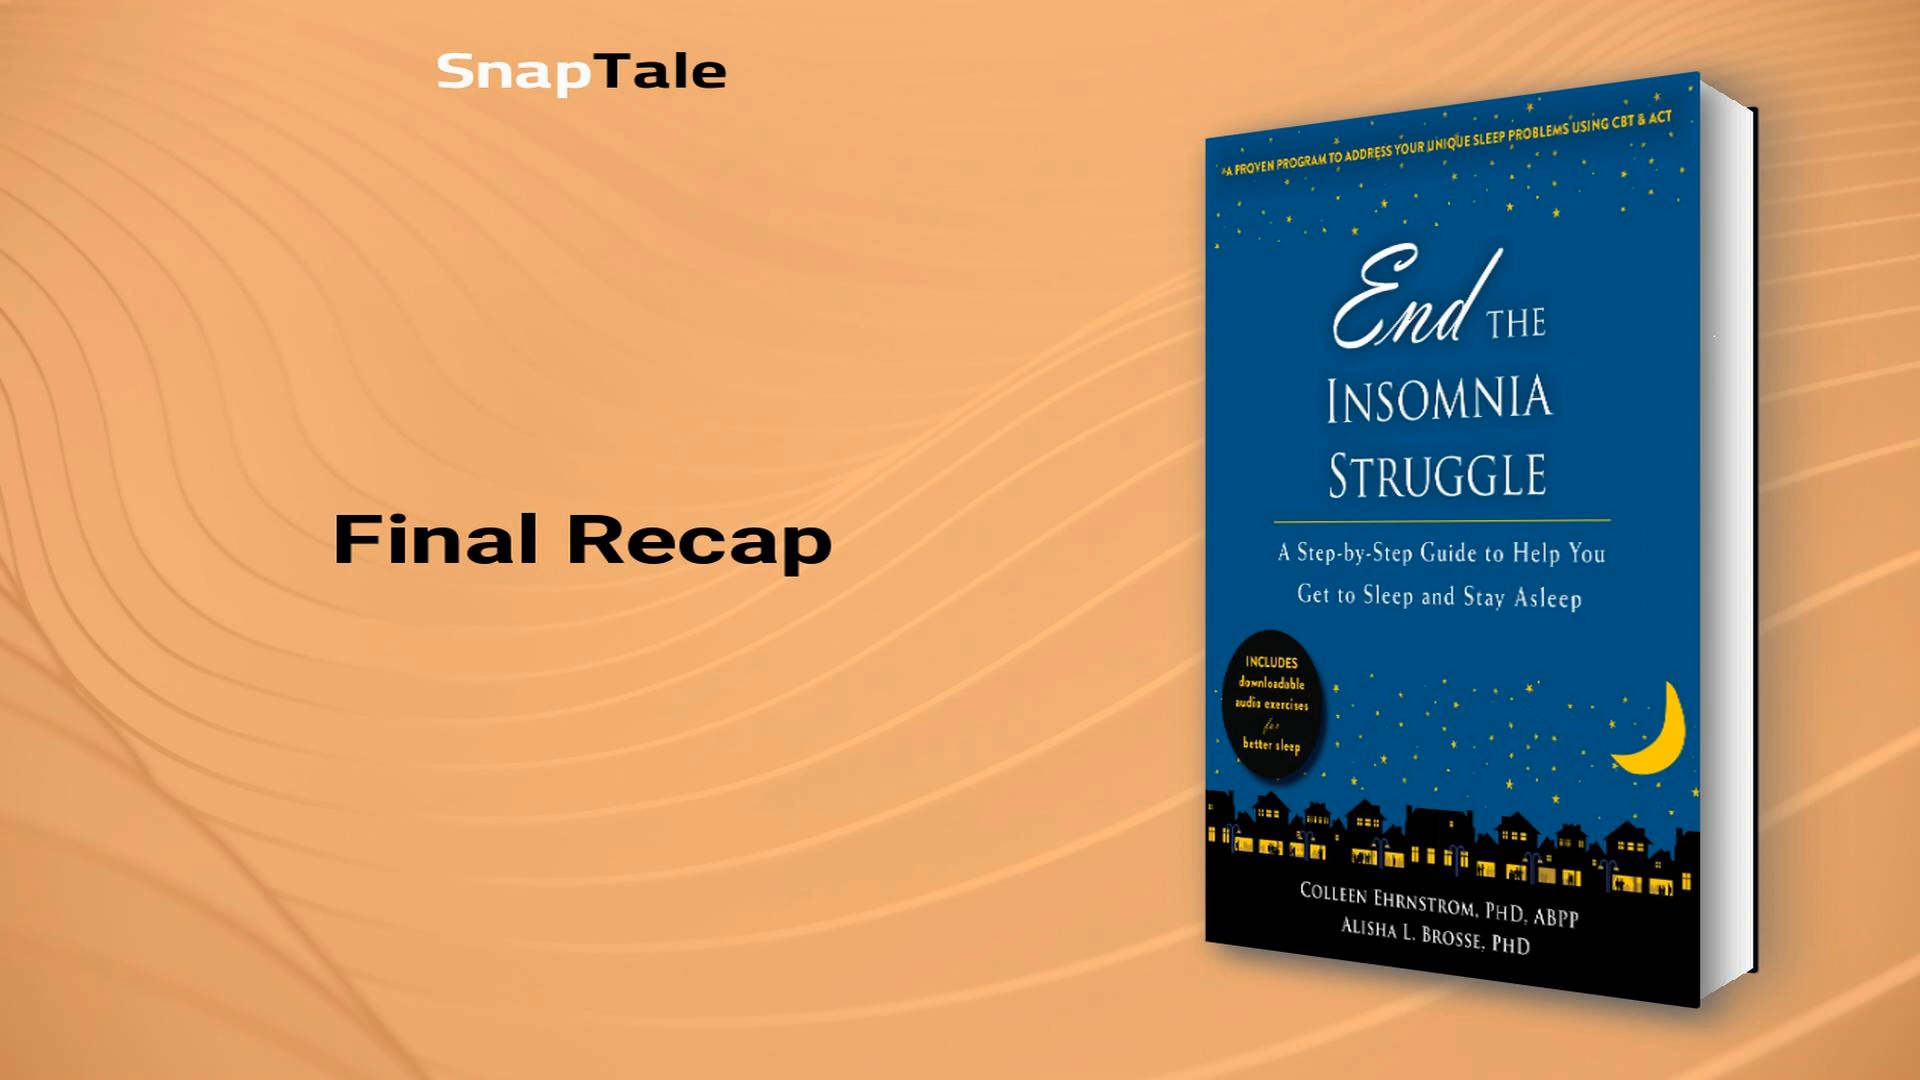 SnapTale
Final Recap
A PROVEN PROGRAM TO ADDRESS YOUR UNIQUE SLEEP PROBLEMS USING CBT & ACT
End THE
INSOMNIA
STRUGGLE
A Step-by-Step Guide to Help You
Get to Sleep and Stay Asleep
INCLUDES
downloadable
audio exercises
for
better sleep
COLLEEN EHRNSTROM, PHD, ABPP
ALISHA L. BROSSE, PHD